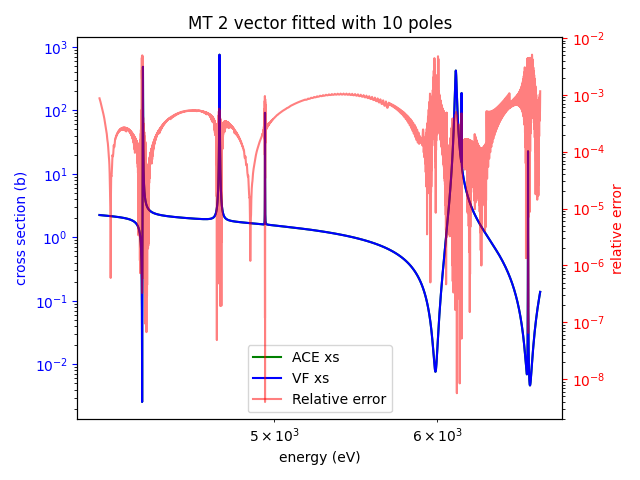 MT 2 vector fitted with 10 poles
cross section (b)
10³
10²
10¹
10⁰
10⁻¹
10⁻²
10⁻²
10⁻³
10⁻⁴
10⁻⁵
10⁻⁶
10⁻⁷
10⁻⁸
relative error
ACE xs
VF xs
Relative error
5 × 10³
6 × 10³
energy (eV)